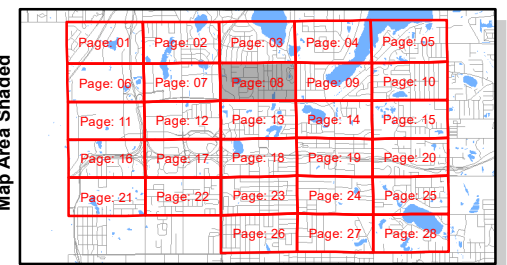 Map Area Shaded
Page: 01 Page: 02 Page: 03 Page: 04 Page: 05
Page: 06 Page: 07 Page: 08 Page: 09 Page: 10
Page: 11 Page: 12 Page: 13 Page: 14 Page: 15
Page: 16 Page: 17 Page: 18 Page: 19 Page: 20
Page: 21 Page: 22 Page: 23 Page: 24 Page: 25
Page: 26 Page: 27 Page: 28